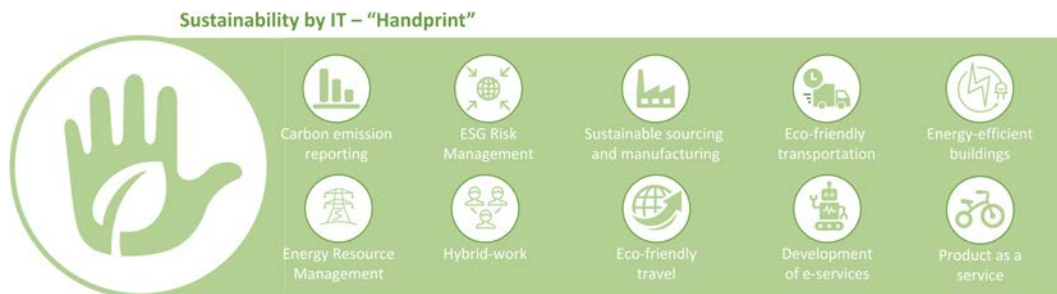 Sustainability by IT – “Handprint”
Carbon emission
reporting
ESG Risk
Management
Sustainable sourcing
and manufacturing
Eco-friendly
transportation
Energy-efficient
buildings
Energy Resource
Management
Hybrid-work
Eco-friendly
travel
Development
of e-services
Product as a
service